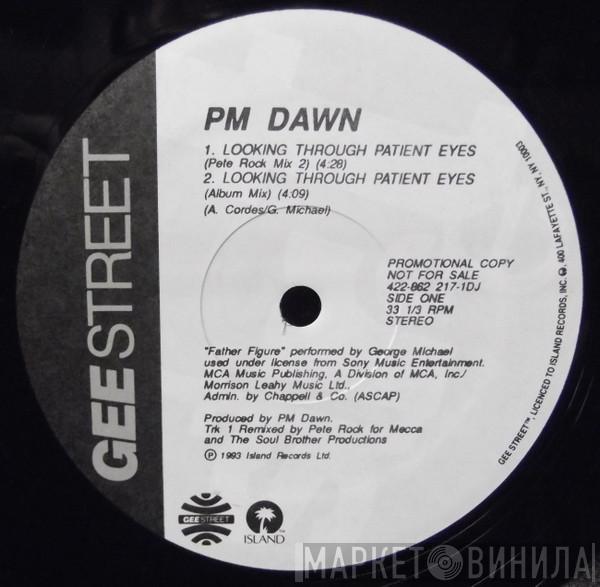 GEE STREET
PM DAWN
1. LOOKING THROUGH PATIENT EYES
(Pete Rock Mix 2) (4:28)
2. LOOKING THROUGH PATIENT EYES
(Album Mix) (4:09)
(A. Cordes/G. Michael)
PROMOTIONAL COPY
NOT FOR SALE
422-862 217-1DJ
SIDE ONE
33 1/3 RPM
STEREO
"Father Figure" performed by George Michael
used under license from Sony Music Entertainment.
MCA Music Publishing, A Division of MCA, Inc./
Morrison Leahy Music Ltd.,
Admin. by Chappell & Co. (ASCAP)
Produced by PM Dawn.
Trk 1 Remixed by Pete Rock for Mecca
and The Soul Brother Productions
℗ 1993 Island Records Ltd.
GEE STREET™, LICENCED TO ISLAND RECORDS, INC. ℗, 400 LAFAYETTE ST., NY, NY 10003
GEE STREET
ISLAND™
МАРКЕТ ВИНИЛА